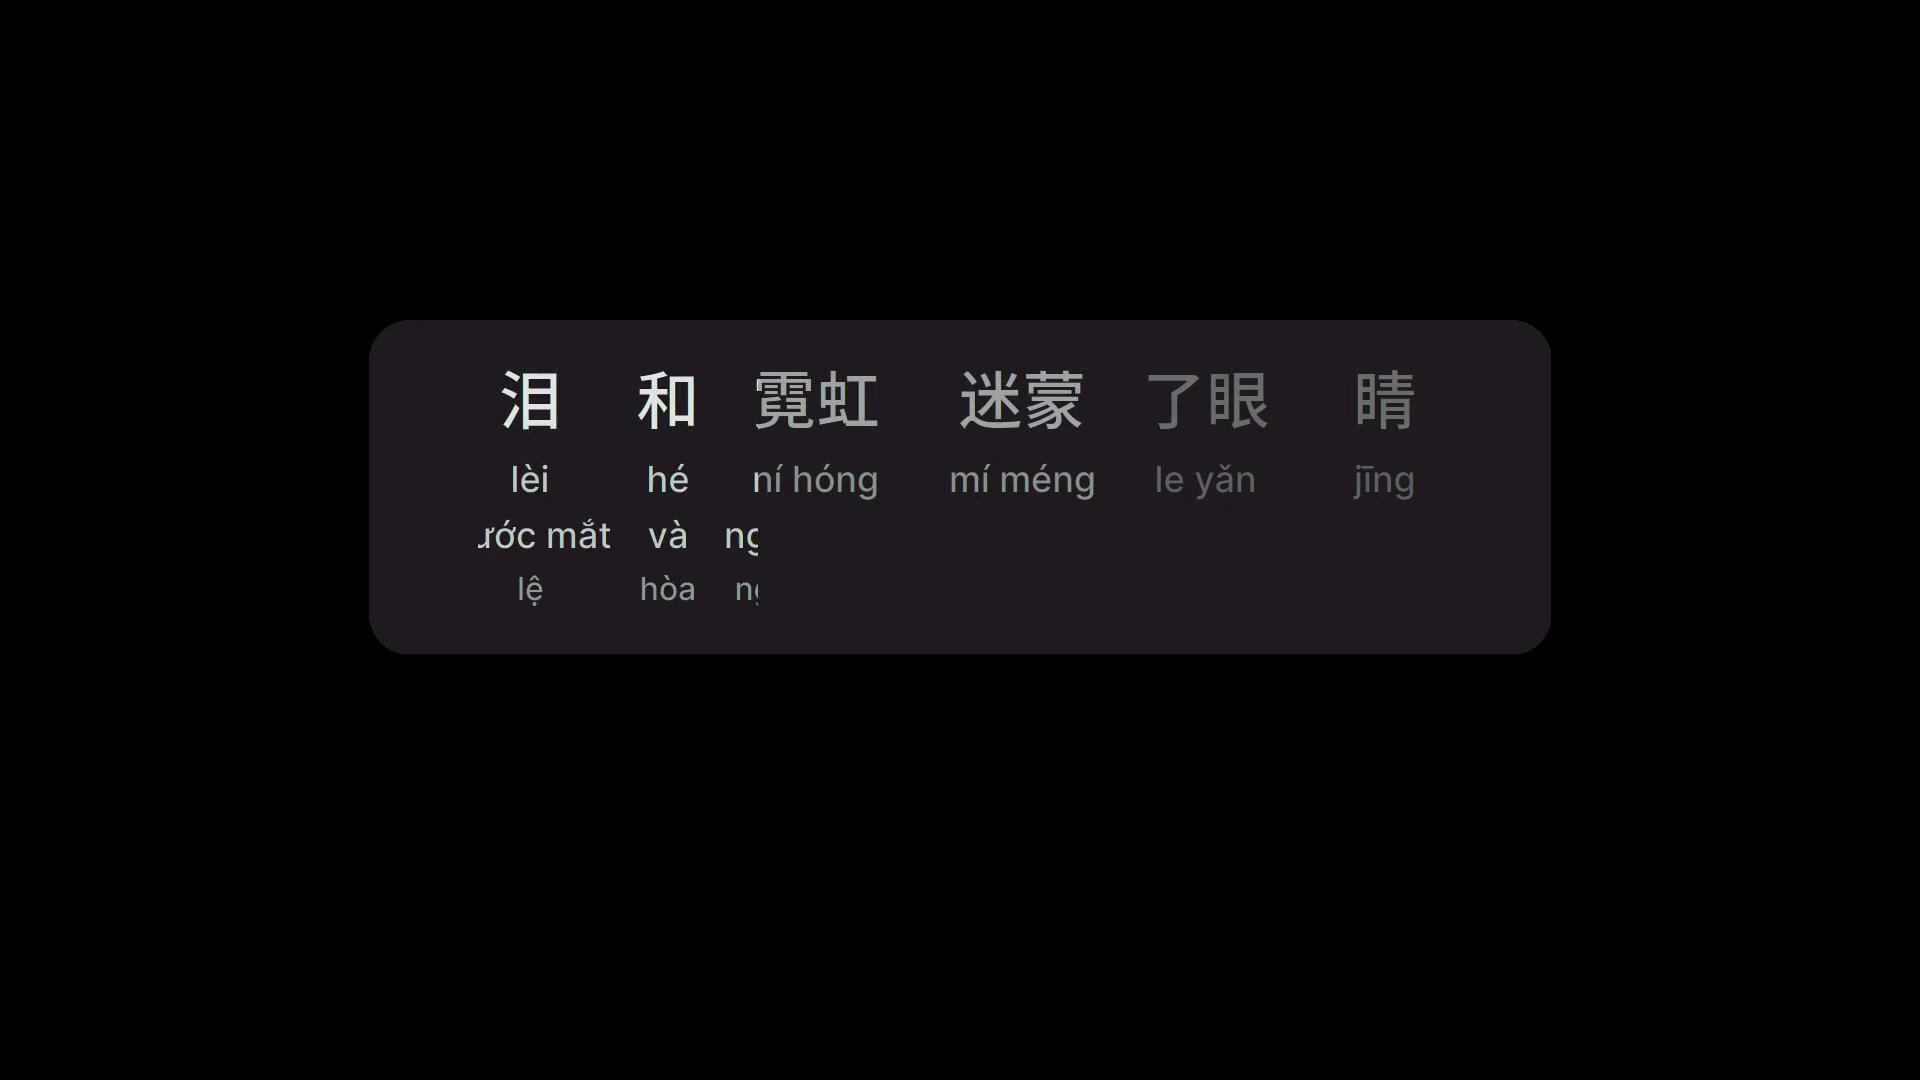 泪 和 霓虹 迷蒙 了眼 睛
lèi hé ní hóng mí méng le yǎn jīng
ước mắt và ng
lệ hòa